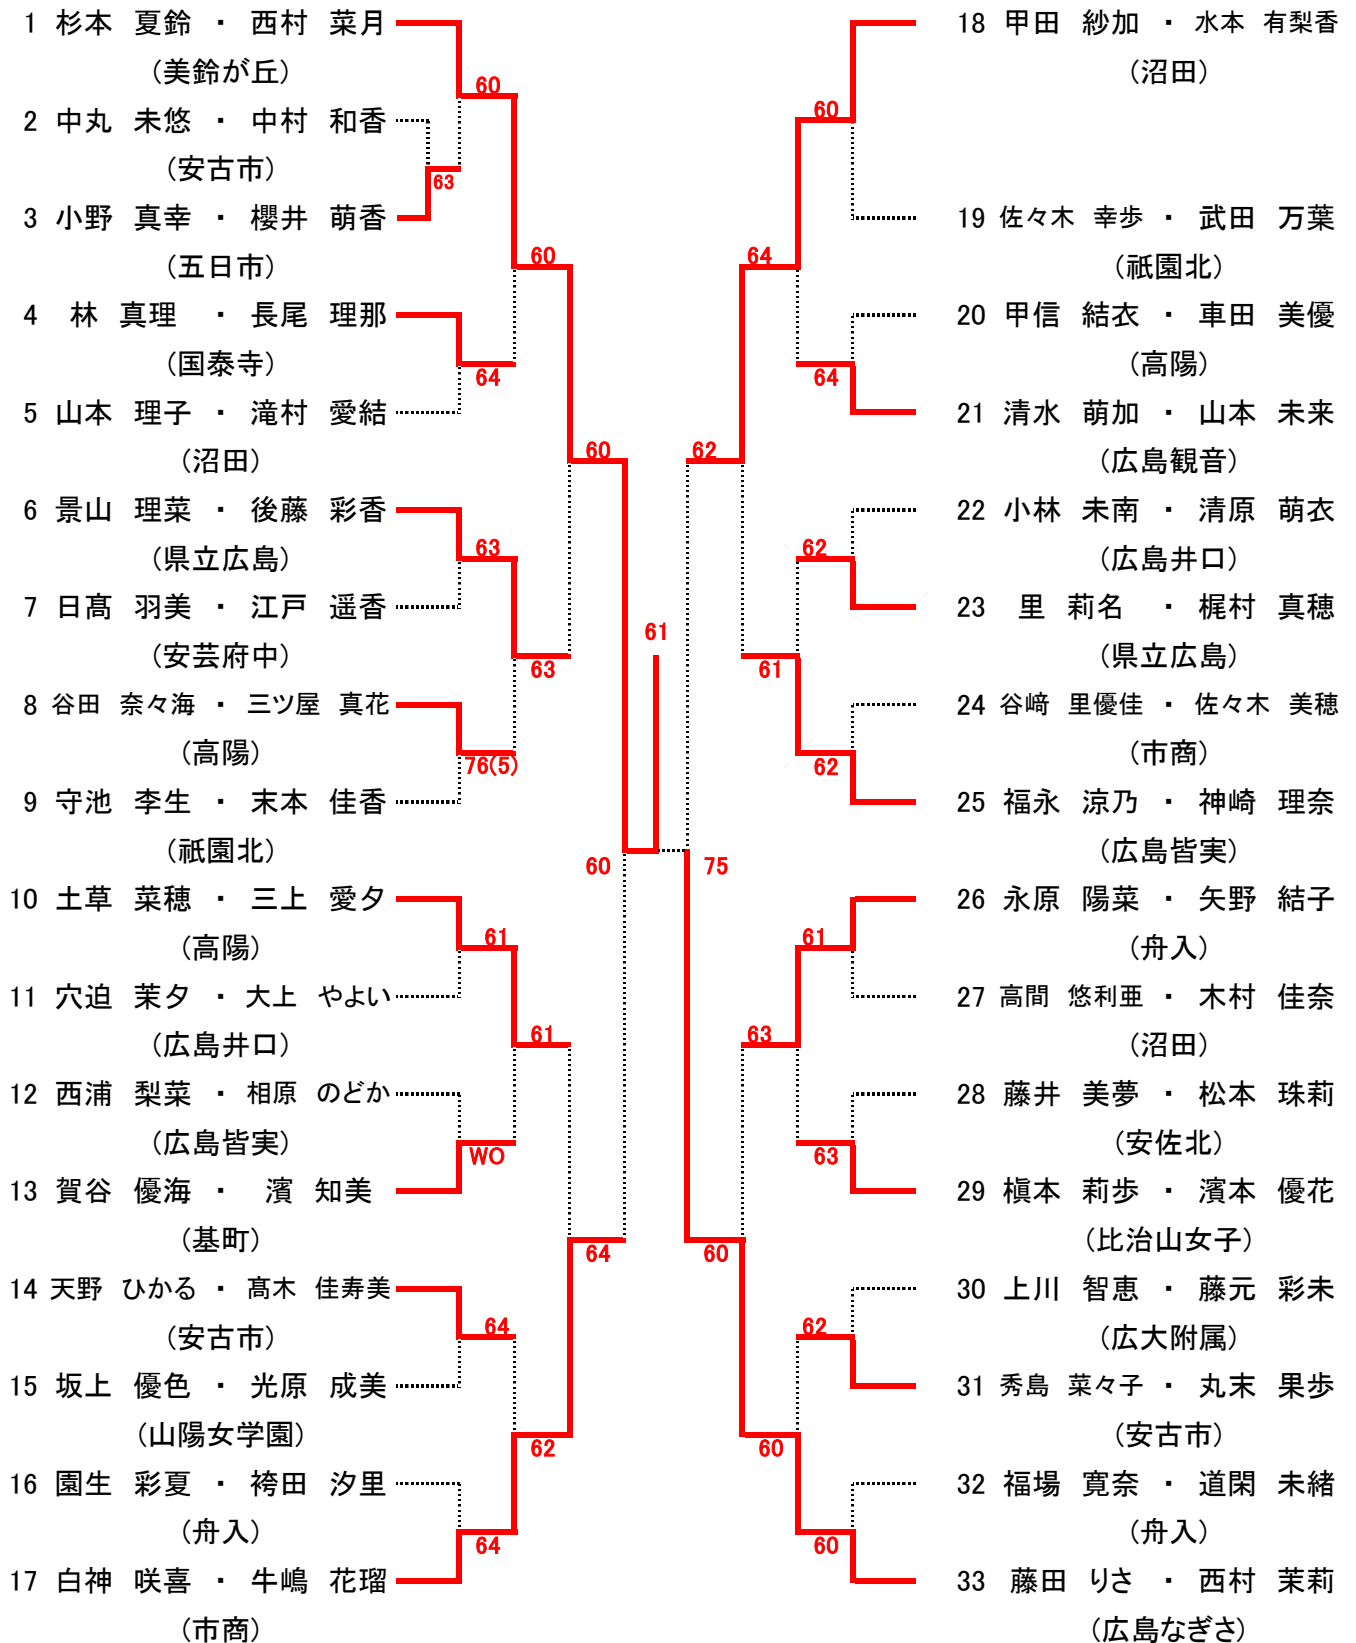 1 杉本 夏鈴 ・ 西村 菜月
(美鈴が丘)
2 中丸 未悠 ・ 中村 和香
(安古市)
3 小野 真幸 ・ 櫻井 萌香
(五日市)
4 林 真理 ・ 長尾 理那
(国泰寺)
5 山本 理子 ・ 滝村 愛結
(沼田)
6 景山 理菜 ・ 後藤 彩香
(県立広島)
7 日髙 羽美 ・ 江戸 遥香
(安芸府中)
8 谷田 奈々海 ・ 三ツ屋 真花
(高陽)
9 守池 李生 ・ 末本 佳香
(祇園北)
10 土草 菜穂 ・ 三上 愛夕
(高陽)
11 穴迫 茉夕 ・ 大上 やよい
(広島井口)
12 西浦 梨菜 ・ 相原 のどか
(広島皆実)
13 賀谷 優海 ・ 濱 知美
(基町)
14 天野 ひかる ・ 髙木 佳寿美
(安古市)
15 坂上 優色 ・ 光原 成美
(山陽女学園)
16 園生 彩夏 ・ 袴田 汐里
(舟入)
17 白神 咲喜 ・ 牛嶋 花瑠
(市商)
60
63
60
64
60
63
63
76(5)
60
61
61
WO
64
64
62
64
61
60
64
64
62
62
61
62
75
61
63
63
60
62
60
60
18 甲田 紗加 ・ 水本 有梨香
(沼田)
19 佐々木 幸歩 ・ 武田 万葉
(祇園北)
20 甲信 結衣 ・ 車田 美優
(高陽)
21 清水 萌加 ・ 山本 未来
(広島観音)
22 小林 未南 ・ 清原 萌衣
(広島井口)
23 里 莉名 ・ 梶村 真穂
(県立広島)
24 谷﨑 里優佳 ・ 佐々木 美穂
(市商)
25 福永 涼乃 ・ 神崎 理奈
(広島皆実)
26 永原 陽菜 ・ 矢野 結子
(舟入)
27 高間 悠利亜 ・ 木村 佳奈
(沼田)
28 藤井 美夢 ・ 松本 珠莉
(安佐北)
29 槇本 莉歩 ・ 濱本 優花
(比治山女子)
30 上川 智恵 ・ 藤元 彩未
(広大附属)
31 秀島 菜々子 ・ 丸末 果歩
(安古市)
32 福場 寛奈 ・ 道閑 未緒
(舟入)
33 藤田 りさ ・ 西村 茉莉
(広島なぎさ)